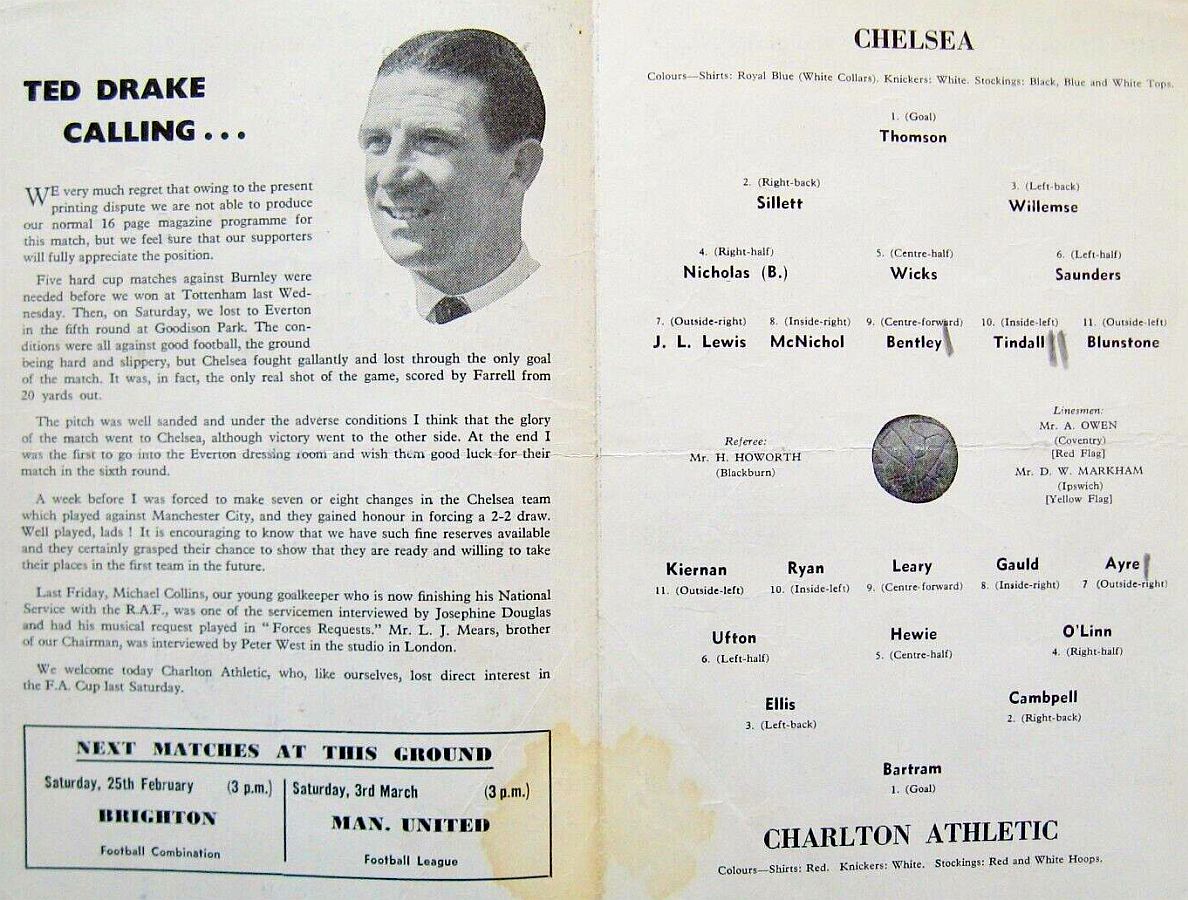 TED DRAKE
CALLING...
WE very much regret that owing to the present
printing dispute we are not able to produce
our normal 16 page magazine programme for
this match, but we feel sure that our supporters
will fully appreciate the position.
Five hard cup matches against Burnley were
needed before we won at Tottenham last Wed-
nesday. Then, on Saturday, we lost to Everton
in the fifth round at Goodison Park. The con-
ditions were all against good football, the ground
being hard and slippery, but Chelsea fought gallantly and lost through the only goal
of the match. It was, in fact, the only real shot of the game, scored by Farrell from
20 yards out.
The pitch was well sanded and under the adverse conditions I think that the glory
of the match went to Chelsea, although victory went to the other side. At the end I
was the first to go into the Everton dressing room and wish them good luck for their
match in the sixth round.
A week before I was forced to make seven or eight changes in the Chelsea team
which played against Manchester City, and they gained honour in forcing a 2-2 draw.
Well played, lads ! It is encouraging to know that we have such fine reserves available
and they certainly grasped their chance to show that they are ready and willing to take
their places in the first team in the future.
Last Friday, Michael Collins, our young goalkeeper who is now finishing his National
Service with the R.A.F., was one of the servicemen interviewed by Josephine Douglas
and had his musical request played in "Forces Requests." Mr. L. J. Mears, brother
of our Chairman, was interviewed by Peter West in the studio in London.
We welcome today Charlton Athletic, who, like ourselves, lost direct interest in
the F.A. Cup last Saturday.
NEXT MATCHES AT THIS GROUND
Saturday, 25th February (3 p.m.)
BRIGHTON
Football Combination
Saturday, 3rd March (3 p.m.)
MAN. UNITED
Football League
CHELSEA
Colours—Shirts: Royal Blue (White Collars). Knickers: White. Stockings: Black, Blue and White Tops.
1. (Goal)
Thomson
2. (Right-back) 3. (Left-back)
Sillett Willemse
4. (Right-half) 5. (Centre-half) 6. (Left-half)
Nicholas (B.) Wicks Saunders
7. (Outside-right) 8. (Inside-right) 9. (Centre-forward) 10. (Inside-left) 11. (Outside-left)
J. L. Lewis McNichol Bentley Tindall Blunstone
Referee:
Mr. H. HOWORTH
(Blackburn)
Linesmen:
Mr. A. OWEN
(Coventry)
[Red Flag]
Mr. D. W. MARKHAM
(Ipswich)
[Yellow Flag]
Kiernan Ryan Leary Gauld Ayre
11. (Outside-left) 10. (Inside-left) 9. (Centre-forward) 8. (Inside-right) 7 (Outside-right)
Ufton Hewie O'Linn
6. (Left-half) 5. (Centre-half) 4. (Right-half)
Ellis Cambpell
3. (Left-back) 2. (Right-back)
Bartram
1. (Goal)
CHARLTON ATHLETIC
Colours—Shirts: Red. Knickers: White. Stockings: Red and White Hoops.